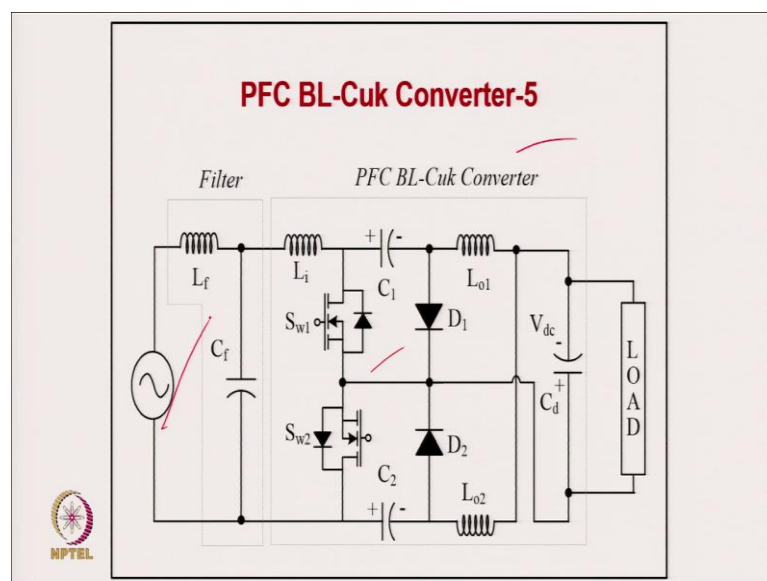 PFC BL-Cuk Converter-5
Filter
PFC BL-Cuk Converter
Lf
Li
C1
Lo1
Sw1
D1
Vdc
-
+
Cd
LOAD
Cf
Sw2
C2
D2
Lo2
+ -
+ -
NPTEL